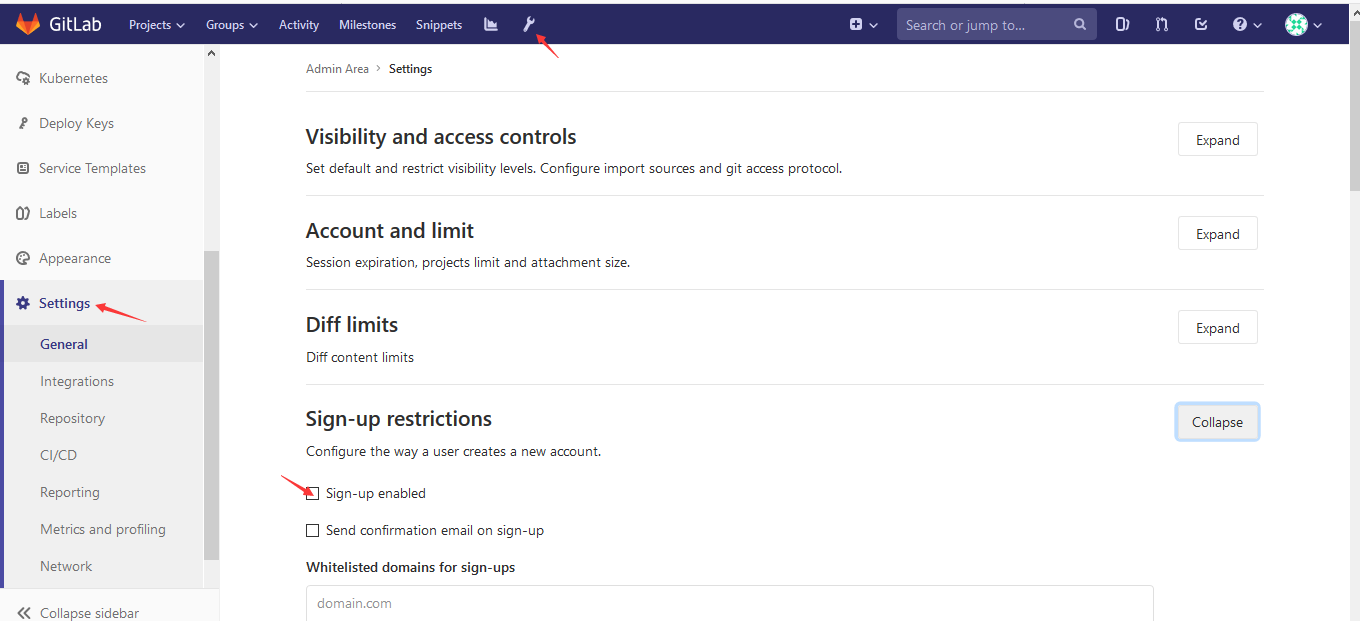 GitLab Projects Groups Activity Milestones Snippets Search or jump to...
Kubernetes
Deploy Keys
Service Templates
Labels
Appearance
Settings
General
Integrations
Repository
CI/CD
Reporting
Metrics and profiling
Network
Collapse sidebar
Admin Area > Settings
Visibility and access controls
Expand
Set default and restrict visibility levels. Configure import sources and git access protocol.
Account and limit
Expand
Session expiration, projects limit and attachment size.
Diff limits
Expand
Diff content limits
Sign-up restrictions
Collapse
Configure the way a user creates a new account.
Sign-up enabled
Send confirmation email on sign-up
Whitelisted domains for sign-ups
domain.com